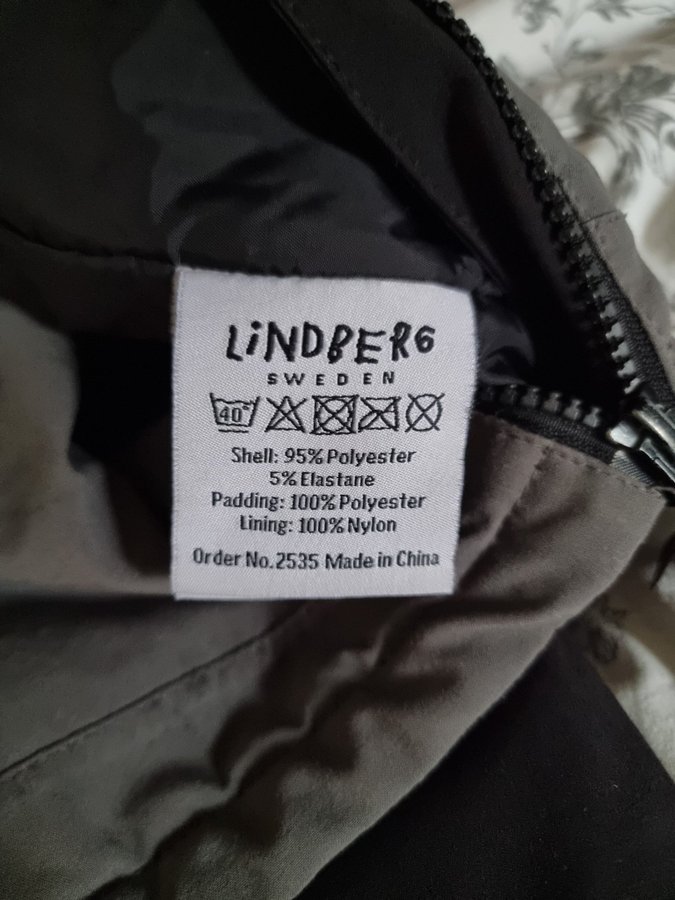 LiNDBERG
SWEDEN
40°
Shell: 95% Polyester
5% Elastane
Padding: 100% Polyester
Lining: 100% Nylon
Order No. 2535 Made in China